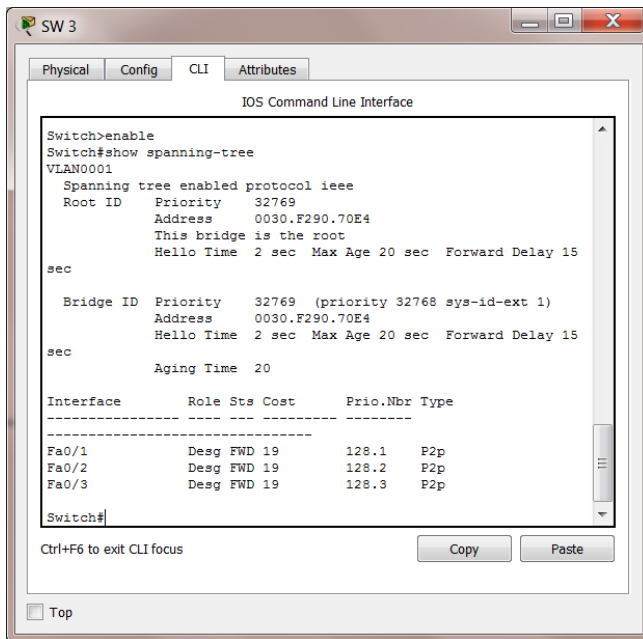 SW 3
Physical Config CLI Attributes
IOS Command Line Interface
Switch>enable
Switch#show spanning-tree
VLAN0001
  Spanning tree enabled protocol ieee
  Root ID    Priority    32769
             Address     0030.F290.70E4
             This bridge is the root
             Hello Time  2 sec  Max Age 20 sec  Forward Delay 15
sec

  Bridge ID  Priority    32769  (priority 32768 sys-id-ext 1)
             Address     0030.F290.70E4
             Hello Time  2 sec  Max Age 20 sec  Forward Delay 15
sec
             Aging Time  20

Interface        Role Sts Cost      Prio.Nbr Type
---------------- ---- --- --------- --------
--------------------------------
Fa0/1            Desg FWD 19        128.1    P2p
Fa0/2            Desg FWD 19        128.2    P2p
Fa0/3            Desg FWD 19        128.3    P2p

Switch#
Ctrl+F6 to exit CLI focus
Copy Paste
Top